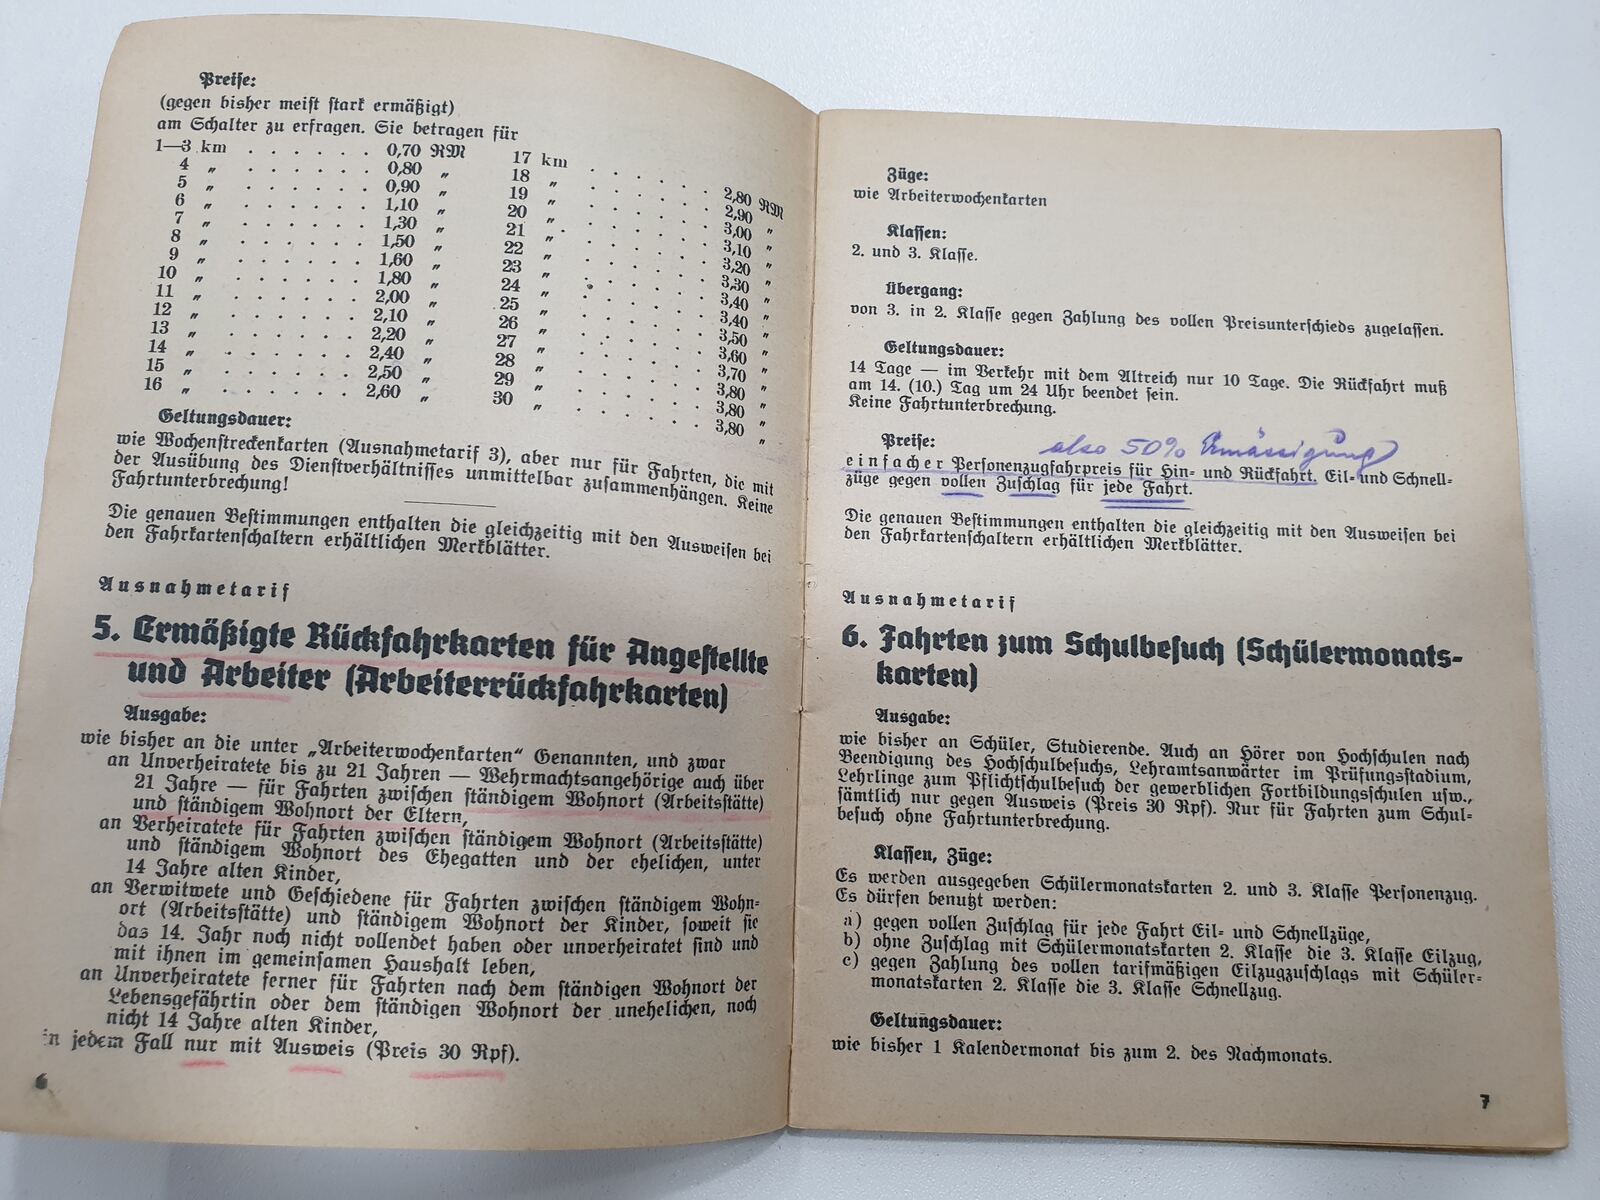 Preise:
(gegen bisher meist stark ermäßigt)
am Schalter zu erfragen. Sie betragen für
1—3 km . . . . . . 0,70 RM
4 „ . . . . . . 0,80 „
5 „ . . . . . . 0,90 „
6 „ . . . . . . 1,10 „
7 „ . . . . . . 1,30 „
8 „ . . . . . . 1,50 „
9 „ . . . . . . 1,60 „
10 „ . . . . . . 1,80 „
11 „ . . . . . . 2,00 „
12 „ . . . . . . 2,10 „
13 „ . . . . . . 2,20 „
14 „ . . . . . . 2,40 „
15 „ . . . . . . 2,50 „
16 „ . . . . . . 2,60 „
17 km . . . . . . 2,80 RM
18 „ . . . . . . 2,90 „
19 „ . . . . . . 3,00 „
20 „ . . . . . . 3,10 „
21 „ . . . . . . 3,20 „
22 „ . . . . . . 3,30 „
23 „ . . . . . . 3,40 „
24 „ . . . . . . 3,40 „
25 „ . . . . . . 3,50 „
26 „ . . . . . . 3,60 „
27 „ . . . . . . 3,70 „
28 „ . . . . . . 3,80 „
29 „ . . . . . . 3,80 „
30 „ . . . . . . 3,80 „
Geltungsdauer:
wie Wochenstreckenkarten (Ausnahmetarif 3), aber nur für Fahrten, die mit
der Ausübung des Dienstverhältnisses unmittelbar zusammenhängen. Keine
Fahrtunterbrechung!
Die genauen Bestimmungen enthalten die gleichzeitig mit den Ausweisen bei
den Fahrkartenschaltern erhältlichen Merkblätter.
Ausnahmetarif
5. Ermäßigte Rückfahrkarten für Angestellte
und Arbeiter (Arbeiterrückfahrkarten)
Ausgabe:
wie bisher an die unter „Arbeiterwochenkarten“ Genannten, und zwar
an Unverheiratete bis zu 21 Jahren — Wehrmachtsangehörige auch über
21 Jahre — für Fahrten zwischen ständigem Wohnort (Arbeitsstätte)
und ständigem Wohnort der Eltern,
an Verheiratete für Fahrten zwischen ständigem Wohnort (Arbeitsstätte)
und ständigem Wohnort des Ehegatten und der ehelichen, unter
14 Jahre alten Kinder,
an Verwitwete und Geschiedene für Fahrten zwischen ständigem Wohn-
ort (Arbeitsstätte) und ständigem Wohnort der Kinder, soweit sie
das 14. Jahr noch nicht vollendet haben oder unverheiratet sind und
mit ihnen im gemeinsamen Haushalt leben,
an Unverheiratete ferner für Fahrten nach dem ständigen Wohnort der
Lebensgefährtin oder dem ständigen Wohnort der unehelichen, noch
nicht 14 Jahre alten Kinder,
in jedem Fall nur mit Ausweis (Preis 30 Rpf).
6
Züge:
wie Arbeiterwochenkarten
Klassen:
2. und 3. Klasse.
Übergang:
von 3. in 2. Klasse gegen Zahlung des vollen Preisunterschieds zugelassen.
Geltungsdauer:
14 Tage — im Verkehr mit dem Altreich nur 10 Tage. Die Rückfahrt muß
am 14. (10.) Tag um 24 Uhr beendet sein.
Keine Fahrtunterbrechung.
Preise: also 50% Ermässigung
einfacher Personenzugfahrpreis für Hin- und Rückfahrt. Eil- und Schnell-
züge gegen vollen Zuschlag für jede Fahrt.
Die genauen Bestimmungen enthalten die gleichzeitig mit den Ausweisen bei
den Fahrkartenschaltern erhältlichen Merkblätter.
Ausnahmetarif
6. Fahrten zum Schulbesuch (Schülermonats-
karten)
Ausgabe:
wie bisher an Schüler, Studierende. Auch an Hörer von Hochschulen nach
Beendigung des Hochschulbesuchs, Lehramtsanwärter im Prüfungsstadium,
Lehrlinge zum Pflichtschulbesuch der gewerblichen Fortbildungsschulen usw.,
sämtlich nur gegen Ausweis (Preis 30 Rpf). Nur für Fahrten zum Schul-
besuch ohne Fahrtunterbrechung.
Klassen, Züge:
Es werden ausgegeben Schülermonatskarten 2. und 3. Klasse Personenzug.
Es dürfen benutzt werden:
a) gegen vollen Zuschlag für jede Fahrt Eil- und Schnellzüge,
b) ohne Zuschlag mit Schülermonatskarten 2. Klasse die 3. Klasse Eilzug,
c) gegen Zahlung des vollen tarifmäßigen Eilzugzuschlags mit Schüler-
monatskarten 2. Klasse die 3. Klasse Schnellzug.
Geltungsdauer:
wie bisher 1 Kalendermonat bis zum 2. des Nachmonats.
7